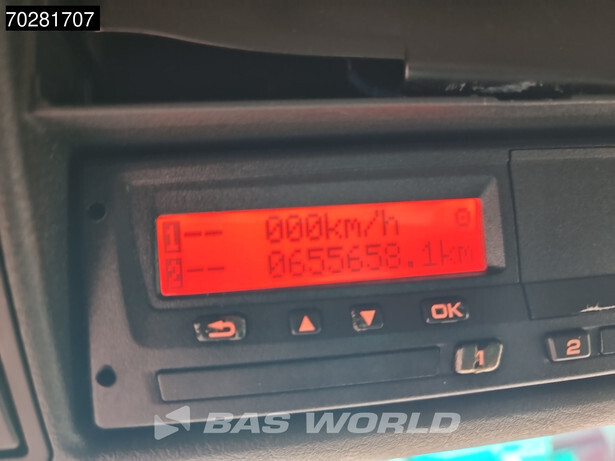 70281707
1 -- 000km/h
2 -- 0655658.1km
OK
1
2
BAS WORLD